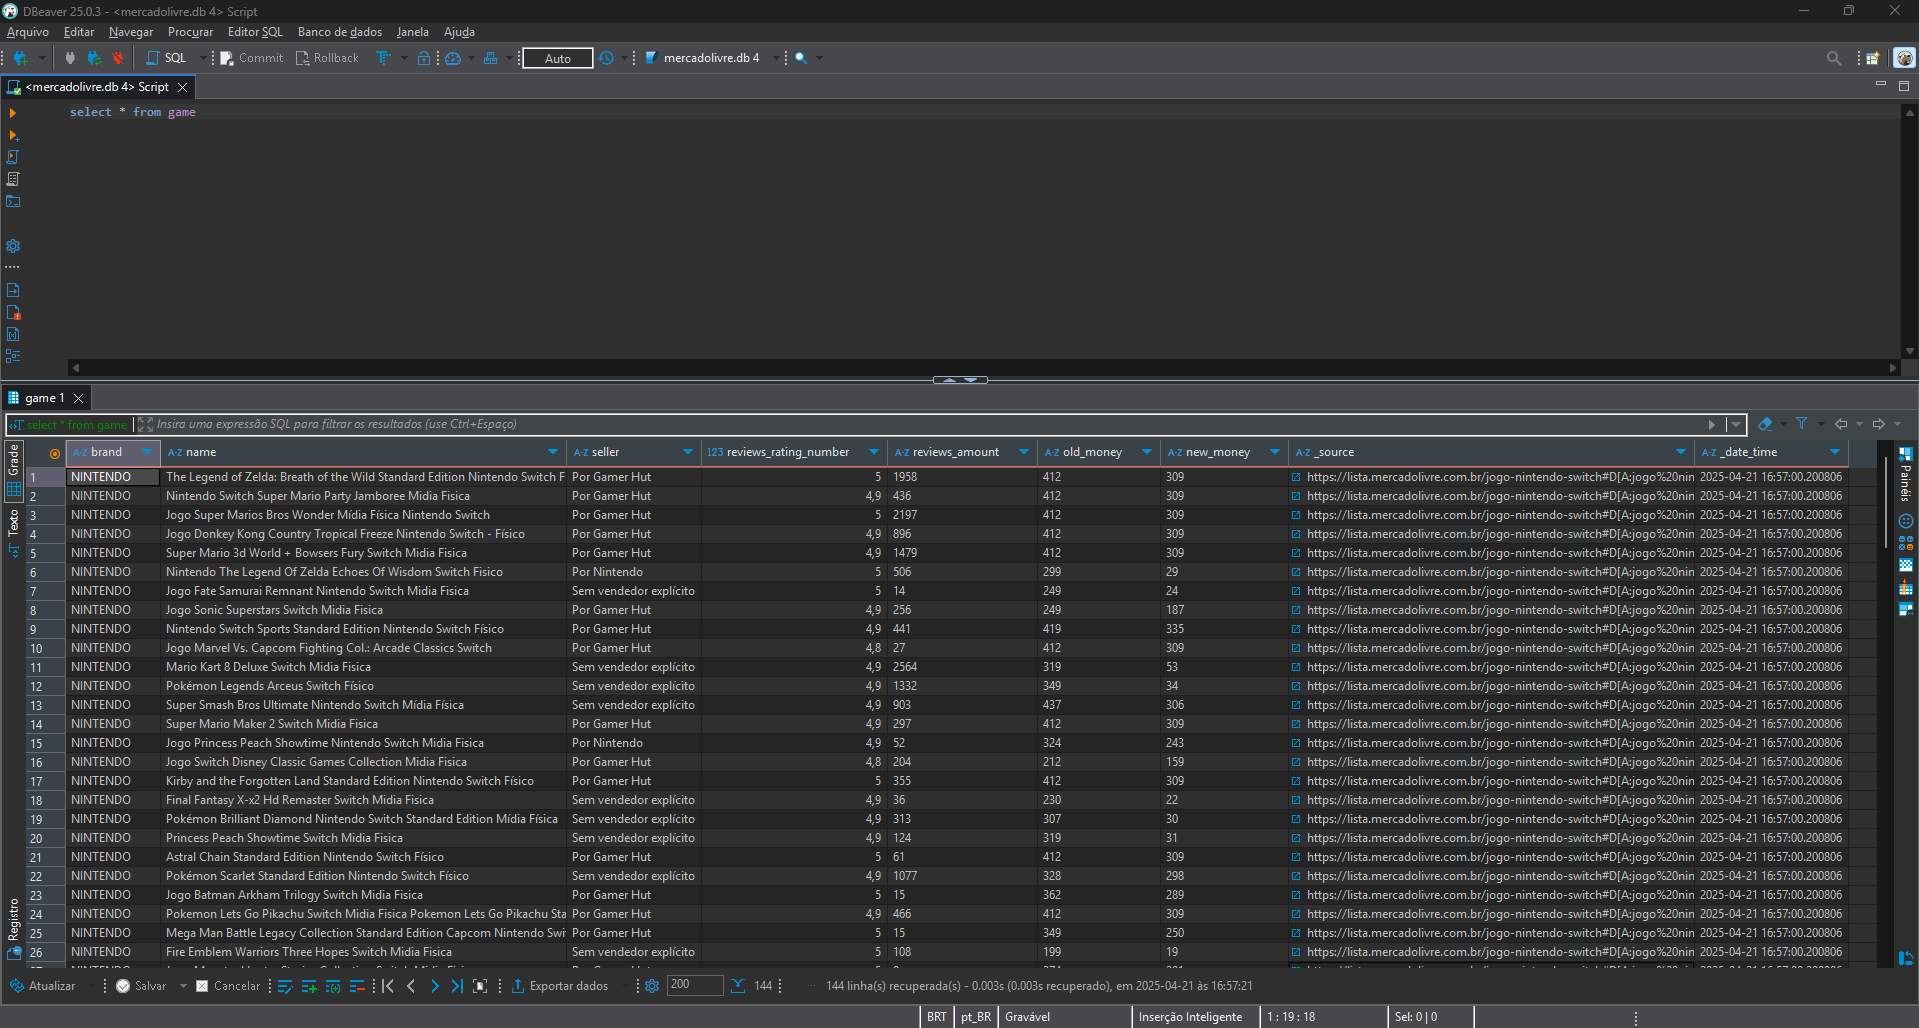 DBeaver 25.0.3 - <mercadolivre.db 4> Script
Arquivo Editar Navegar Procurar Editor SQL Banco de dados Janela Ajuda
SQL Commit Rollback Auto mercadolivre.db 4
<mercadolivre.db 4> Script
select * from game
game 1
select * from game Insira uma expressão SQL para filtrar os resultados (use Ctrl+Espaço)
Grade
Texto
Registro
Painéis
A-Z brand A-Z name A-Z seller 123 reviews_rating_number A-Z reviews_amount A-Z old_money A-Z new_money A-Z _source A-Z _date_time
1 NINTENDO The Legend of Zelda: Breath of the Wild Standard Edition Nintendo Switch F Por Gamer Hut 5 1958 412 309 https://lista.mercadolivre.com.br/jogo-nintendo-switch#D[A:jogo%20nin 2025-04-21 16:57:00.200806
2 NINTENDO Nintendo Switch Super Mario Party Jamboree Midia Fisica Por Gamer Hut 4,9 436 412 309 https://lista.mercadolivre.com.br/jogo-nintendo-switch#D[A:jogo%20nin 2025-04-21 16:57:00.200806
3 NINTENDO Jogo Super Marios Bros Wonder Mídia Física Nintendo Switch Por Gamer Hut 5 2197 412 309 https://lista.mercadolivre.com.br/jogo-nintendo-switch#D[A:jogo%20nin 2025-04-21 16:57:00.200806
4 NINTENDO Jogo Donkey Kong Country Tropical Freeze Nintendo Switch - Físico Por Gamer Hut 4,9 896 412 309 https://lista.mercadolivre.com.br/jogo-nintendo-switch#D[A:jogo%20nin 2025-04-21 16:57:00.200806
5 NINTENDO Super Mario 3d World + Bowsers Fury Switch Midia Fisica Por Gamer Hut 4,9 1479 412 309 https://lista.mercadolivre.com.br/jogo-nintendo-switch#D[A:jogo%20nin 2025-04-21 16:57:00.200806
6 NINTENDO Nintendo The Legend Of Zelda Echoes Of Wisdom Switch Fisico Por Nintendo 5 506 299 29 https://lista.mercadolivre.com.br/jogo-nintendo-switch#D[A:jogo%20nin 2025-04-21 16:57:00.200806
7 NINTENDO Jogo Fate Samurai Remnant Nintendo Switch Midia Fisica Sem vendedor explícito 5 14 249 24 https://lista.mercadolivre.com.br/jogo-nintendo-switch#D[A:jogo%20nin 2025-04-21 16:57:00.200806
8 NINTENDO Jogo Sonic Superstars Switch Midia Fisica Por Gamer Hut 4,9 256 249 187 https://lista.mercadolivre.com.br/jogo-nintendo-switch#D[A:jogo%20nin 2025-04-21 16:57:00.200806
9 NINTENDO Nintendo Switch Sports Standard Edition Nintendo Switch Físico Por Gamer Hut 4,9 441 419 335 https://lista.mercadolivre.com.br/jogo-nintendo-switch#D[A:jogo%20nin 2025-04-21 16:57:00.200806
10 NINTENDO Jogo Marvel Vs. Capcom Fighting Col.: Arcade Classics Switch Por Gamer Hut 4,8 27 412 309 https://lista.mercadolivre.com.br/jogo-nintendo-switch#D[A:jogo%20nin 2025-04-21 16:57:00.200806
11 NINTENDO Mario Kart 8 Deluxe Switch Midia Fisica Sem vendedor explícito 4,9 2564 319 53 https://lista.mercadolivre.com.br/jogo-nintendo-switch#D[A:jogo%20nin 2025-04-21 16:57:00.200806
12 NINTENDO Pokémon Legends Arceus Switch Físico Sem vendedor explícito 4,9 1332 349 34 https://lista.mercadolivre.com.br/jogo-nintendo-switch#D[A:jogo%20nin 2025-04-21 16:57:00.200806
13 NINTENDO Super Smash Bros Ultimate Nintendo Switch Mídia Física Sem vendedor explícito 4,9 903 437 306 https://lista.mercadolivre.com.br/jogo-nintendo-switch#D[A:jogo%20nin 2025-04-21 16:57:00.200806
14 NINTENDO Super Mario Maker 2 Switch Midia Fisica Por Gamer Hut 4,9 297 412 309 https://lista.mercadolivre.com.br/jogo-nintendo-switch#D[A:jogo%20nin 2025-04-21 16:57:00.200806
15 NINTENDO Jogo Princess Peach Showtime Nintendo Switch Midia Fisica Por Nintendo 4,9 52 324 243 https://lista.mercadolivre.com.br/jogo-nintendo-switch#D[A:jogo%20nin 2025-04-21 16:57:00.200806
16 NINTENDO Jogo Switch Disney Classic Games Collection Midia Fisica Por Gamer Hut 4,8 204 212 159 https://lista.mercadolivre.com.br/jogo-nintendo-switch#D[A:jogo%20nin 2025-04-21 16:57:00.200806
17 NINTENDO Kirby and the Forgotten Land Standard Edition Nintendo Switch Físico Por Gamer Hut 5 355 412 309 https://lista.mercadolivre.com.br/jogo-nintendo-switch#D[A:jogo%20nin 2025-04-21 16:57:00.200806
18 NINTENDO Final Fantasy X-x2 Hd Remaster Switch Midia Fisica Sem vendedor explícito 4,9 36 230 22 https://lista.mercadolivre.com.br/jogo-nintendo-switch#D[A:jogo%20nin 2025-04-21 16:57:00.200806
19 NINTENDO Pokémon Brilliant Diamond Nintendo Switch Standard Edition Mídia Física Sem vendedor explícito 4,9 313 307 30 https://lista.mercadolivre.com.br/jogo-nintendo-switch#D[A:jogo%20nin 2025-04-21 16:57:00.200806
20 NINTENDO Princess Peach Showtime Switch Midia Fisica Sem vendedor explícito 4,9 124 319 31 https://lista.mercadolivre.com.br/jogo-nintendo-switch#D[A:jogo%20nin 2025-04-21 16:57:00.200806
21 NINTENDO Astral Chain Standard Edition Nintendo Switch Físico Por Gamer Hut 5 61 412 309 https://lista.mercadolivre.com.br/jogo-nintendo-switch#D[A:jogo%20nin 2025-04-21 16:57:00.200806
22 NINTENDO Pokémon Scarlet Standard Edition Nintendo Switch Físico Sem vendedor explícito 4,9 1077 328 298 https://lista.mercadolivre.com.br/jogo-nintendo-switch#D[A:jogo%20nin 2025-04-21 16:57:00.200806
23 NINTENDO Jogo Batman Arkham Trilogy Switch Midia Fisica Por Gamer Hut 5 15 362 289 https://lista.mercadolivre.com.br/jogo-nintendo-switch#D[A:jogo%20nin 2025-04-21 16:57:00.200806
24 NINTENDO Pokemon Lets Go Pikachu Switch Midia Fisica Pokemon Lets Go Pikachu Sta Por Gamer Hut 4,9 466 412 309 https://lista.mercadolivre.com.br/jogo-nintendo-switch#D[A:jogo%20nin 2025-04-21 16:57:00.200806
25 NINTENDO Mega Man Battle Legacy Collection Standard Edition Capcom Nintendo Swi Por Gamer Hut 5 15 349 250 https://lista.mercadolivre.com.br/jogo-nintendo-switch#D[A:jogo%20nin 2025-04-21 16:57:00.200806
26 NINTENDO Fire Emblem Warriors Three Hopes Switch Midia Fisica Sem vendedor explícito 5 108 199 19 https://lista.mercadolivre.com.br/jogo-nintendo-switch#D[A:jogo%20nin 2025-04-21 16:57:00.200806
Atualizar Salvar Cancelar Exportar dados 200 144 144 linha(s) recuperada(s) - 0.003s (0.003s recuperado), em 2025-04-21 às 16:57:21
BRT pt_BR Gravável Inserção Inteligente 1 : 19 : 18 Sel: 0 | 0